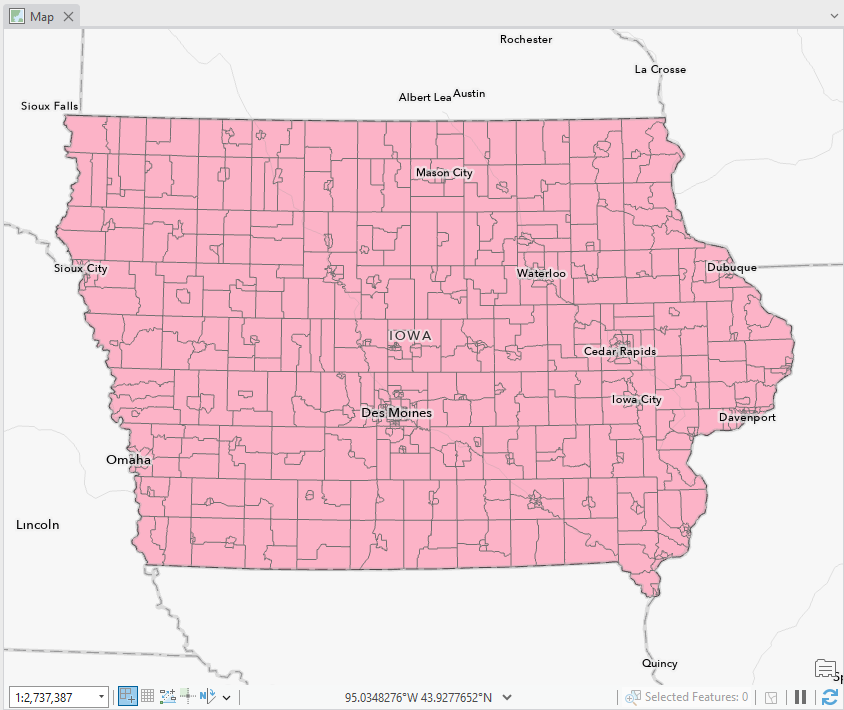 Map
Rochester
La Crosse
Albert Lea
Austin
Sioux Falls
Mason City
Sioux City
Waterloo
Dubuque
IOWA
Cedar Rapids
Iowa City
Des Moines
Davenport
Omaha
Lincoln
Quincy
1:2,737,387
95.0348276°W 43.9277652°N
Selected Features: 0